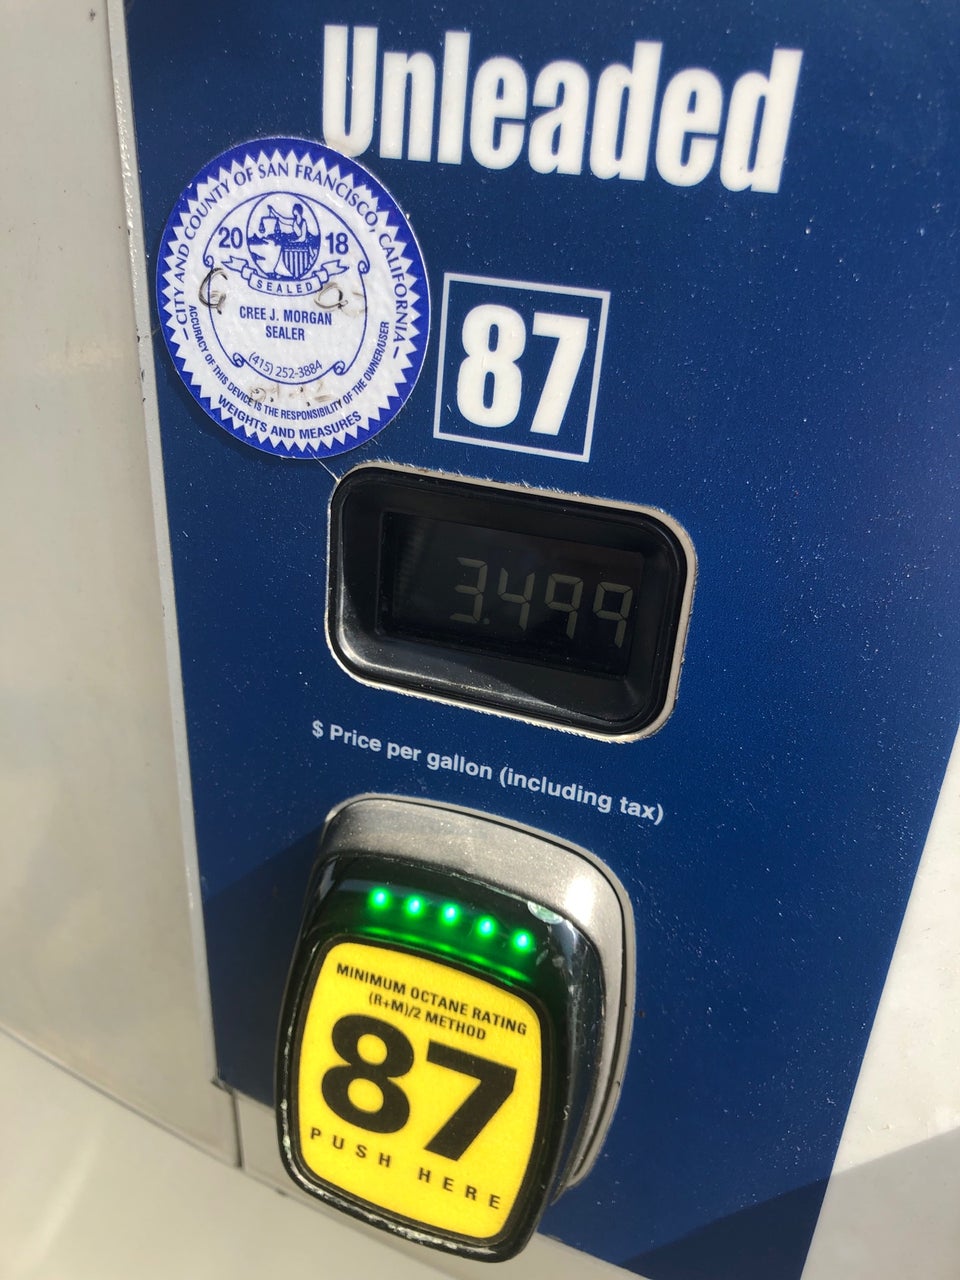 Unleaded
CITY AND COUNTY OF SAN FRANCISCO, CALIFORNIA
20 18
SEALED
CREE J. MORGAN
SEALER
(415) 252-3884
ACCURACY OF THIS DEVICE IS THE RESPONSIBILITY OF THE OWNER/USER
WEIGHTS AND MEASURES
87
3.499
$ Price per gallon (including tax)
MINIMUM OCTANE RATING
(R+M)/2 METHOD
87
PUSH HERE